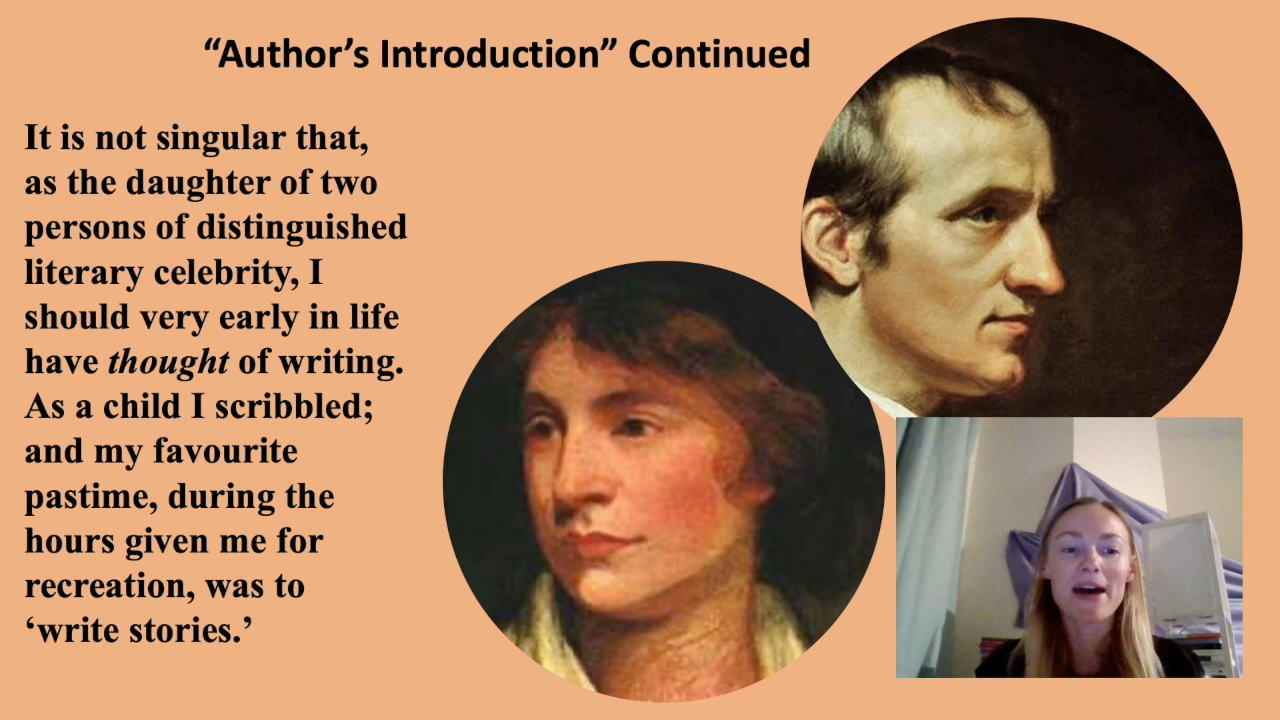 “Author’s Introduction” Continued
It is not singular that,
as the daughter of two
persons of distinguished
literary celebrity, I
should very early in life
have thought of writing.
As a child I scribbled;
and my favourite
pastime, during the
hours given me for
recreation, was to
‘write stories.’